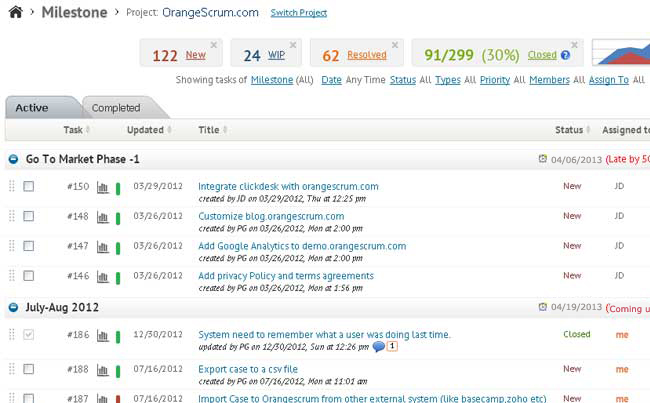 Milestone Project: OrangeScrum.com Switch Project
122 New 24 WIP 62 Resolved 91/299 (30%) Closed ?
Showing tasks of Milestone (All) Date Any Time Status All Types All Priority All Members All Assign To All
Active Completed
Task Updated Title Status Assigned to
Go To Market Phase -1 04/06/2013 (Late by
#150 03/29/2012 Integrate clickdesk with orangescrum.com New JD
created by JD on 03/29/2012, Thu at 12:25 pm
#148 03/26/2012 Customize blog.orangescrum.com New JD
created by PG on 03/26/2012, Mon at 2:00 pm
#147 03/26/2012 Add Google Analytics to demo.orangescrum.com New JD
created by PG on 03/26/2012, Mon at 2:00 pm
#146 03/26/2012 Add privacy Policy and terms agreements New JD
created by PG on 03/26/2012, Mon at 1:56 pm
July-Aug 2012 04/19/2013 (Coming u
#186 12/30/2012 System need to remember what a user was doing last time. Closed me
updated by PG on 12/30/2012, Sun at 12:26 pm 1
#188 07/16/2012 Export case to a csv file New me
created by PG on 07/16/2012, Mon at 11:01 am
#187 07/16/2012 Import Case to Orangescrum from other external system (like basecamp,zoho etc) New me